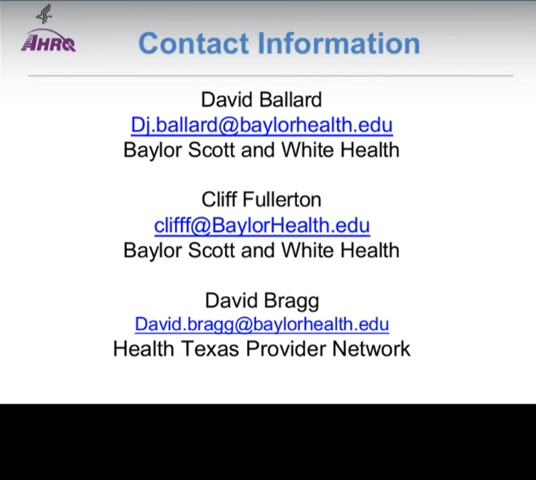 AHRQ
Contact Information
David Ballard
Dj.ballard@baylorhealth.edu
Baylor Scott and White Health
Cliff Fullerton
clifff@BaylorHealth.edu
Baylor Scott and White Health
David Bragg
David.bragg@baylorhealth.edu
Health Texas Provider Network